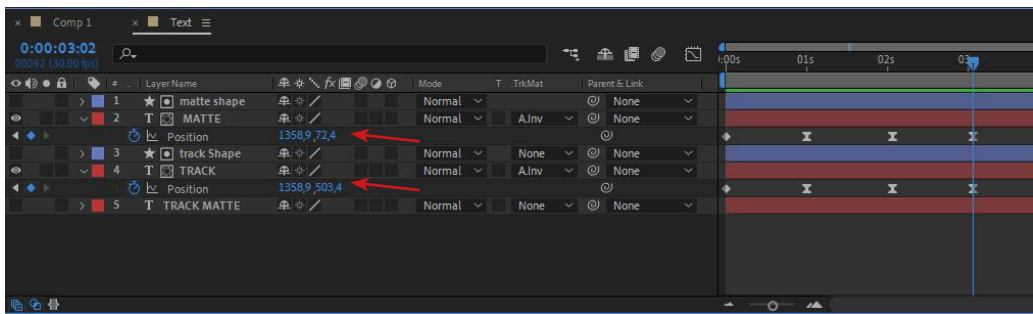 Comp 1 Text
0:00:03:02
00092 (30.00 fps)
:00s 01s 02s 03s
# . Layer Name fx Mode T .TrkMat Parent & Link
1 matte shape Normal None
2 T MATTE Normal A.Inv None
Position 1358,9,72,4
3 track Shape Normal None None
4 T TRACK Normal A.Inv None
Position 1358,9,503,4
5 T TRACK MATTE Normal None None